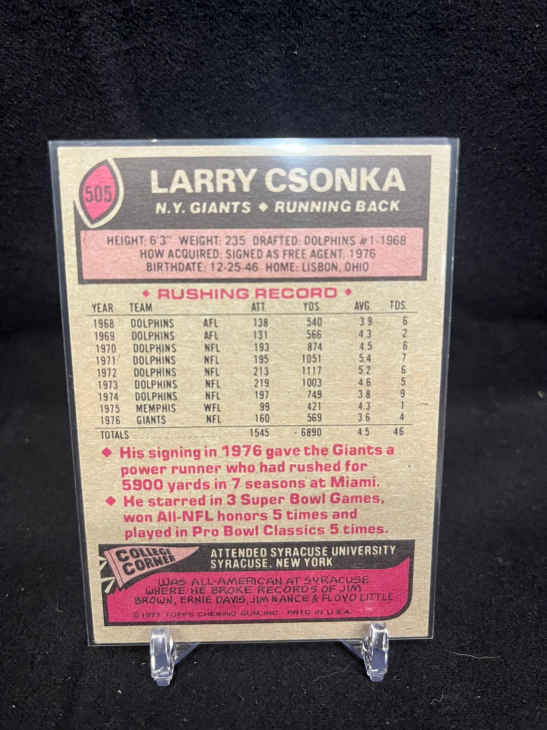 505
LARRY CSONKA
N.Y. GIANTS ◆ RUNNING BACK
HEIGHT: 6'3" WEIGHT: 235 DRAFTED: DOLPHINS #1-1968
HOW ACQUIRED: SIGNED AS FREE AGENT, 1976
BIRTHDATE: 12-25-46 HOME: LISBON, OHIO
◆ RUSHING RECORD ◆
YEAR TEAM ATT. YDS. AVG. TDS.
1968 DOLPHINS AFL 138 540 3.9 6
1969 DOLPHINS AFL 131 566 4.3 2
1970 DOLPHINS NFL 193 874 4.5 6
1971 DOLPHINS NFL 195 1051 5.4 7
1972 DOLPHINS NFL 213 1117 5.2 6
1973 DOLPHINS NFL 219 1003 4.6 5
1974 DOLPHINS NFL 197 749 3.8 9
1975 MEMPHIS WFL 99 421 4.3 1
1976 GIANTS NFL 160 569 3.6 4
TOTALS 1545 6890 4.5 46
◆ His signing in 1976 gave the Giants a
power runner who had rushed for
5900 yards in 7 seasons at Miami.
◆ He starred in 3 Super Bowl Games,
won All-NFL honors 5 times and
played in Pro Bowl Classics 5 times.
COLLEGE
CORNER
ATTENDED SYRACUSE UNIVERSITY
SYRACUSE, NEW YORK
WAS ALL-AMERICAN AT SYRACUSE
WHERE HE BROKE RECORDS OF JIM
BROWN, ERNIE DAVIS, JIM NANCE & FLOYD LITTLE
© 1977 TOPPS CHEWING GUM, INC. PRTD. IN U.S.A.